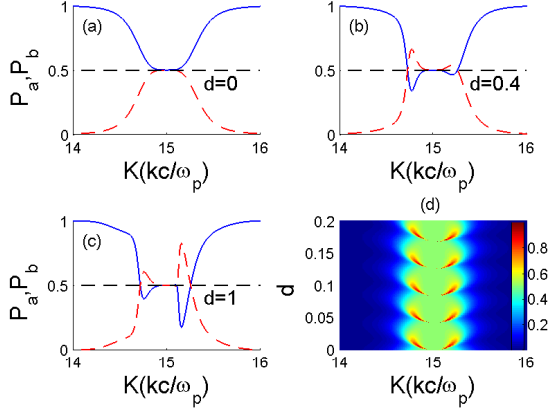 (a)
P_a,P_b
1
0.5
0
d=0
14
15
16
K(kc/ω_p)
(b)
P_a,P_b
1
0.5
0
d=0.4
14
15
16
K(kc/ω_p)
(c)
P_a,P_b
1
0.5
0
d=1
14
15
16
K(kc/ω_p)
(d)
d
0.2
0.15
0.1
0.05
0
14
15
16
K(kc/ω_p)
0.8
0.6
0.4
0.2